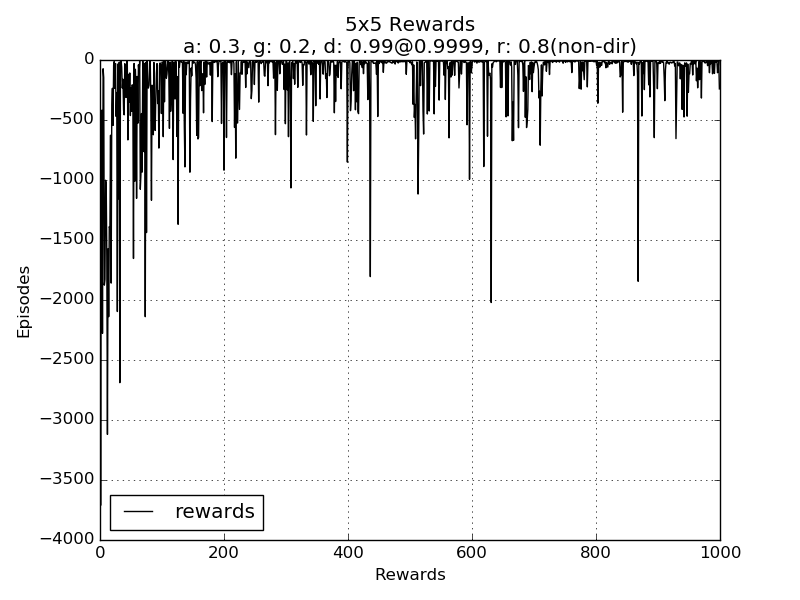 5x5 Rewards
a: 0.3, g: 0.2, d: 0.99@0.9999, r: 0.8(non-dir)
0
−500
−1000
−1500
−2000
−2500
−3000
−3500
−4000
Episodes
rewards
0 200 400 600 800 1000
Rewards